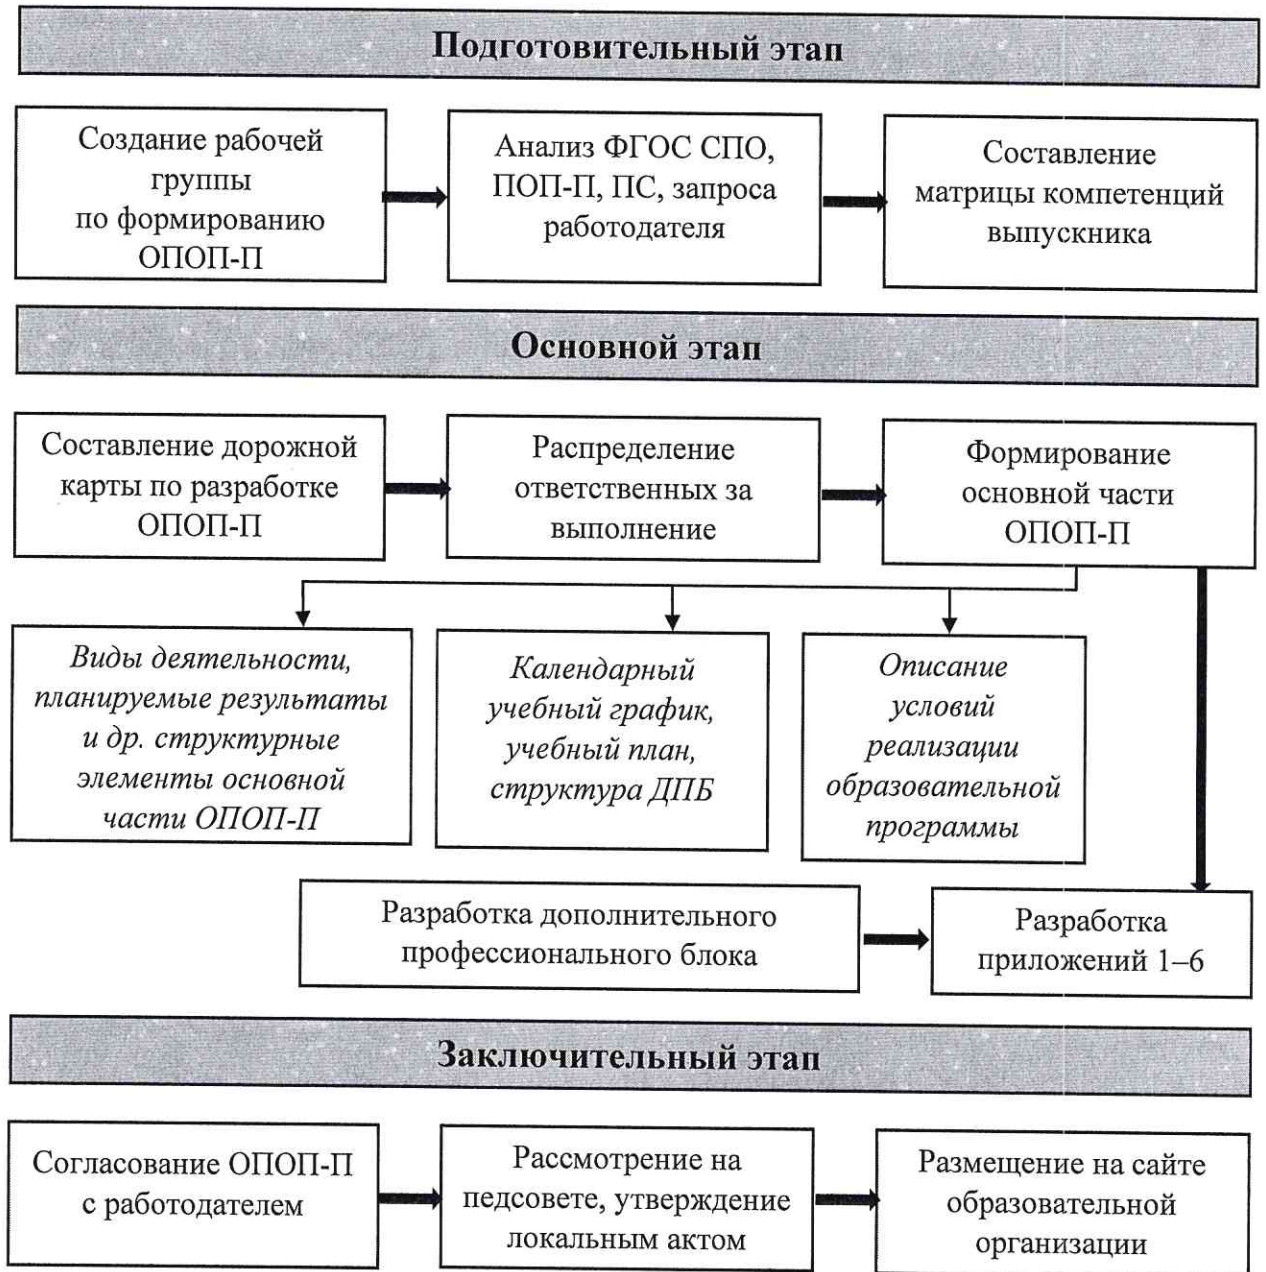 Подготовительный этап
Создание рабочей
группы
по формированию
ОПОП-П
Анализ ФГОС СПО,
ПОП-П, ПС, запроса
работодателя
Составление
матрицы компетенций
выпускника
Основной этап
Составление дорожной
карты по разработке
ОПОП-П
Распределение
ответственных за
выполнение
Формирование
основной части
ОПОП-П
Виды деятельности,
планируемые результаты
и др. структурные
элементы основной
части ОПОП-П
Календарный
учебный график,
учебный план,
структура ДПБ
Описание
условий
реализации
образовательной
программы
Разработка дополнительного
профессионального блока
Разработка
приложений 1–6
Заключительный этап
Согласование ОПОП-П
с работодателем
Рассмотрение на
педсовете, утверждение
локальным актом
Размещение на сайте
образовательной
организации